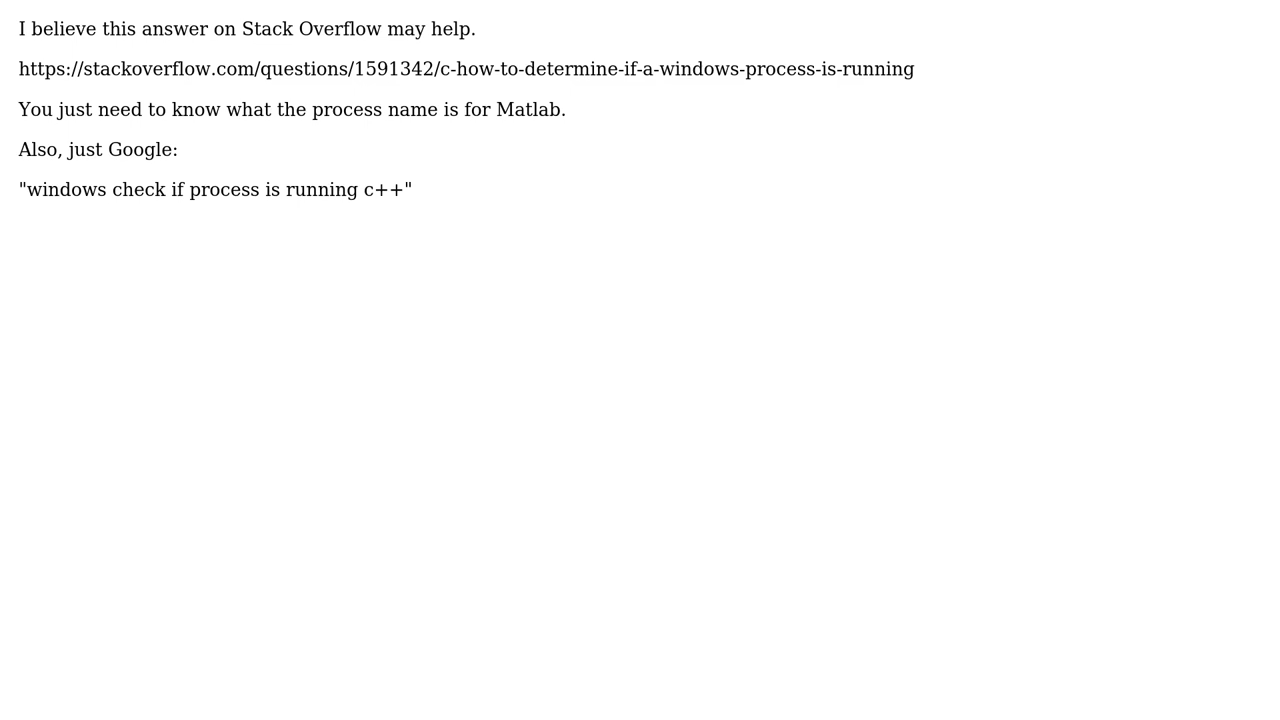 I believe this answer on Stack Overflow may help.
https://stackoverflow.com/questions/1591342/c-how-to-determine-if-a-windows-process-is-running
You just need to know what the process name is for Matlab.
Also, just Google:
"windows check if process is running c++"